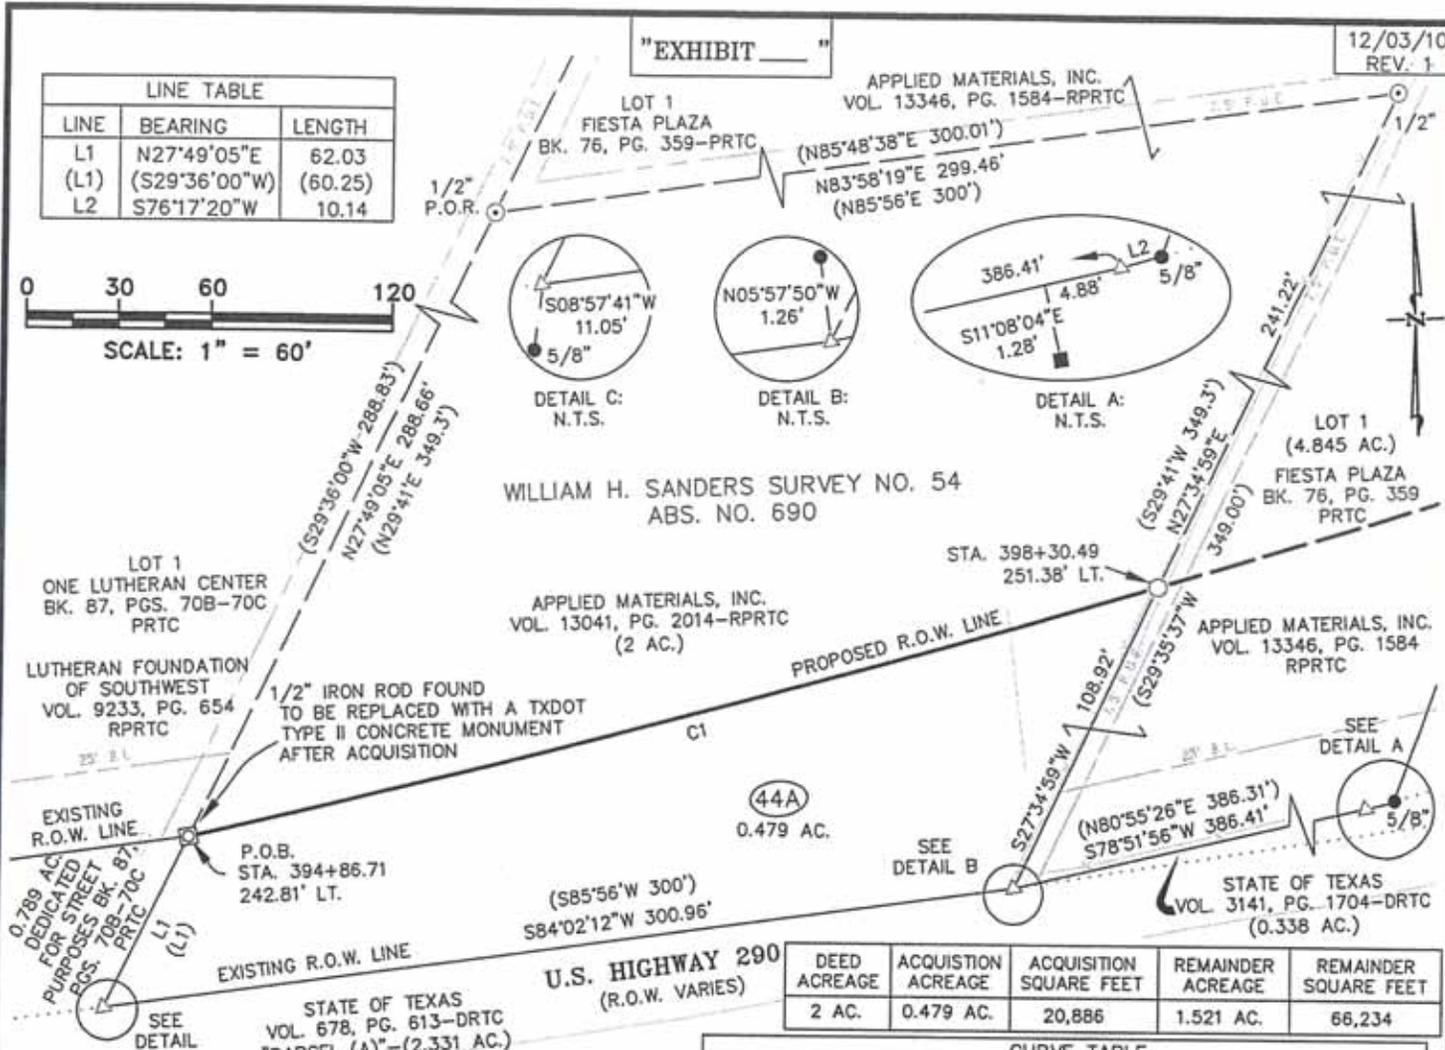 "EXHIBIT____ "
12/03/10
REV. 1
LINE TABLE
LINE BEARING LENGTH
L1 N27°49'05"E 62.03
(L1) (S29°36'00"W) (60.25)
L2 S76°17'20"W 10.14
LOT 1
FIESTA PLAZA
BK. 76, PG. 359-PRTC
APPLIED MATERIALS, INC.
VOL. 13346, PG. 1584-RPRTC
(N85°48'38"E 300.01')
N83°58'19"E 299.46'
(N85°56'E 300')
7.5' P.U.E
1/2"
1/2"
P.O.R.
0 30 60 120
SCALE: 1" = 60'
S08°57'41"W
11.05'
5/8"
DETAIL C:
N.T.S.
N05°57'50"W
1.26'
DETAIL B:
N.T.S.
386.41'
L2
4.88'
5/8"
S11°08'04"E
1.28'
DETAIL A:
N.T.S.
241.22'
N
(S29°36'00"W 288.83')
N27°49'05"E 288.66'
(N29°41'E 349.3')
WILLIAM H. SANDERS SURVEY NO. 54
ABS. NO. 690
(S29°41'W 349.3')
N27°34'59"E
349.00')
LOT 1
(4.845 AC.)
FIESTA PLAZA
BK. 76, PG. 359
PRTC
STA. 398+30.49
251.38' LT.
LOT 1
ONE LUTHERAN CENTER
BK. 87, PGS. 70B-70C
PRTC
APPLIED MATERIALS, INC.
VOL. 13041, PG. 2014-RPRTC
(2 AC.)
PROPOSED R.O.W. LINE
(S29°35'37"W
7.5' P.U.E
108.92'
S27°34'59"W
APPLIED MATERIALS, INC.
VOL. 13346, PG. 1584
RPRTC
LUTHERAN FOUNDATION
OF SOUTHWEST
VOL. 9233, PG. 654
RPRTC
25' B.L.
1/2" IRON ROD FOUND
TO BE REPLACED WITH A TXDOT
TYPE II CONCRETE MONUMENT
AFTER ACQUISITION
C1
25' B.L.
SEE
DETAIL A
5/8"
44A
0.479 AC.
(N80°55'26"E 386.31')
S78°51'56"W 386.41'
EXISTING
R.O.W. LINE
P.O.B.
STA. 394+86.71
242.81' LT.
SEE
DETAIL B
0.789 AC.
DEDICATED
FOR STREET
PURPOSES BK. 87,
PGS. 70B-70C
PRTC
L1
(L1)
(S85°56'W 300')
S84°02'12"W 300.96'
STATE OF TEXAS
VOL. 3141, PG. 1704-DRTC
(0.338 AC.)
EXISTING R.O.W. LINE
U.S. HIGHWAY 290
(R.O.W. VARIES)
SEE
DETAIL
STATE OF TEXAS
VOL. 678, PG. 613-DRTC
"PARCEL (A)"-(2.331 AC.)
DEED ACREAGE ACQUISTION ACREAGE ACQUISITION SQUARE FEET REMAINDER ACREAGE REMAINDER SQUARE FEET
2 AC. 0.479 AC. 20,886 1.521 AC. 66,234
CURVE TABLE